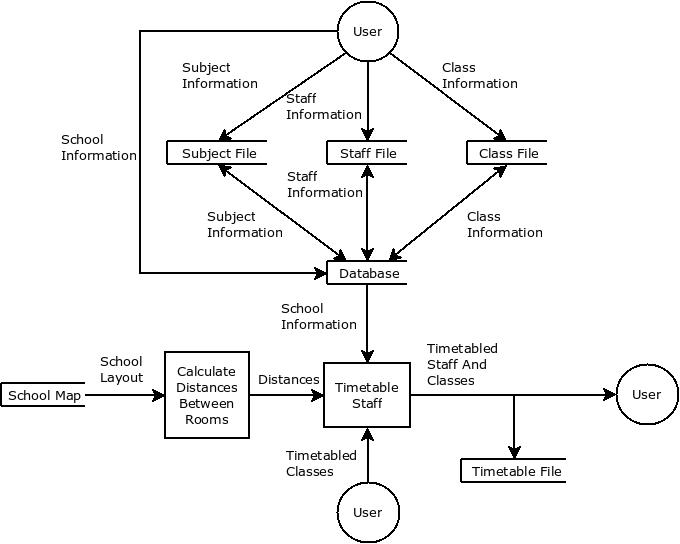 User
Subject
Information
Class
Information
Staff
Information
School
Information
Subject File
Staff File
Class File
Staff
Information
Subject
Information
Class
Information
Database
School
Information
Timetabled
Staff And
Classes
School
Layout
Calculate
Distances
Between
Rooms
Distances
Timetable
Staff
School Map
User
Timetabled
Classes
Timetable File
User